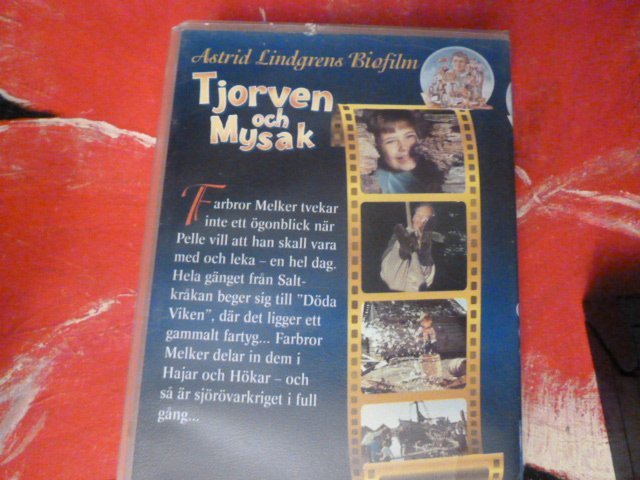 Astrid Lindgrens Biofilm
Tjorven
och
Mysak
Farbror Melker tvekar
inte ett ögonblick när
Pelle vill att han skall vara
med och leka – en hel dag.
Hela gänget från Salt-
kråkan beger sig till "Döda
Viken", där det ligger ett
gammalt fartyg... Farbror
Melker delar in dem i
Hajar och Hökar – och
så är sjörövarkriget i full
gång...